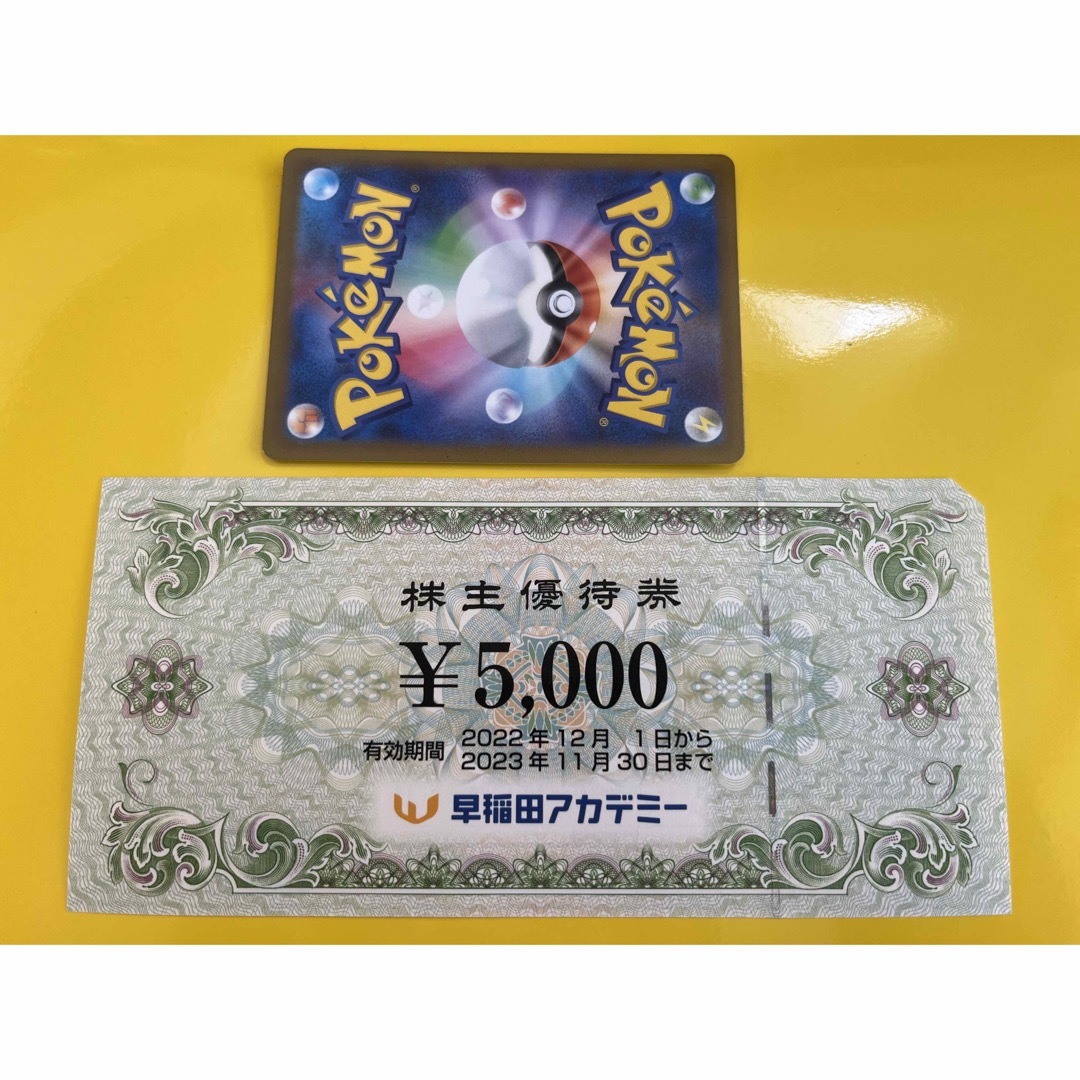 POKéMON®
POKéMON®
株主優待券
¥5,000
有効期間
2022年12月 1日から
2023年11月30日まで
早稲田アカデミー